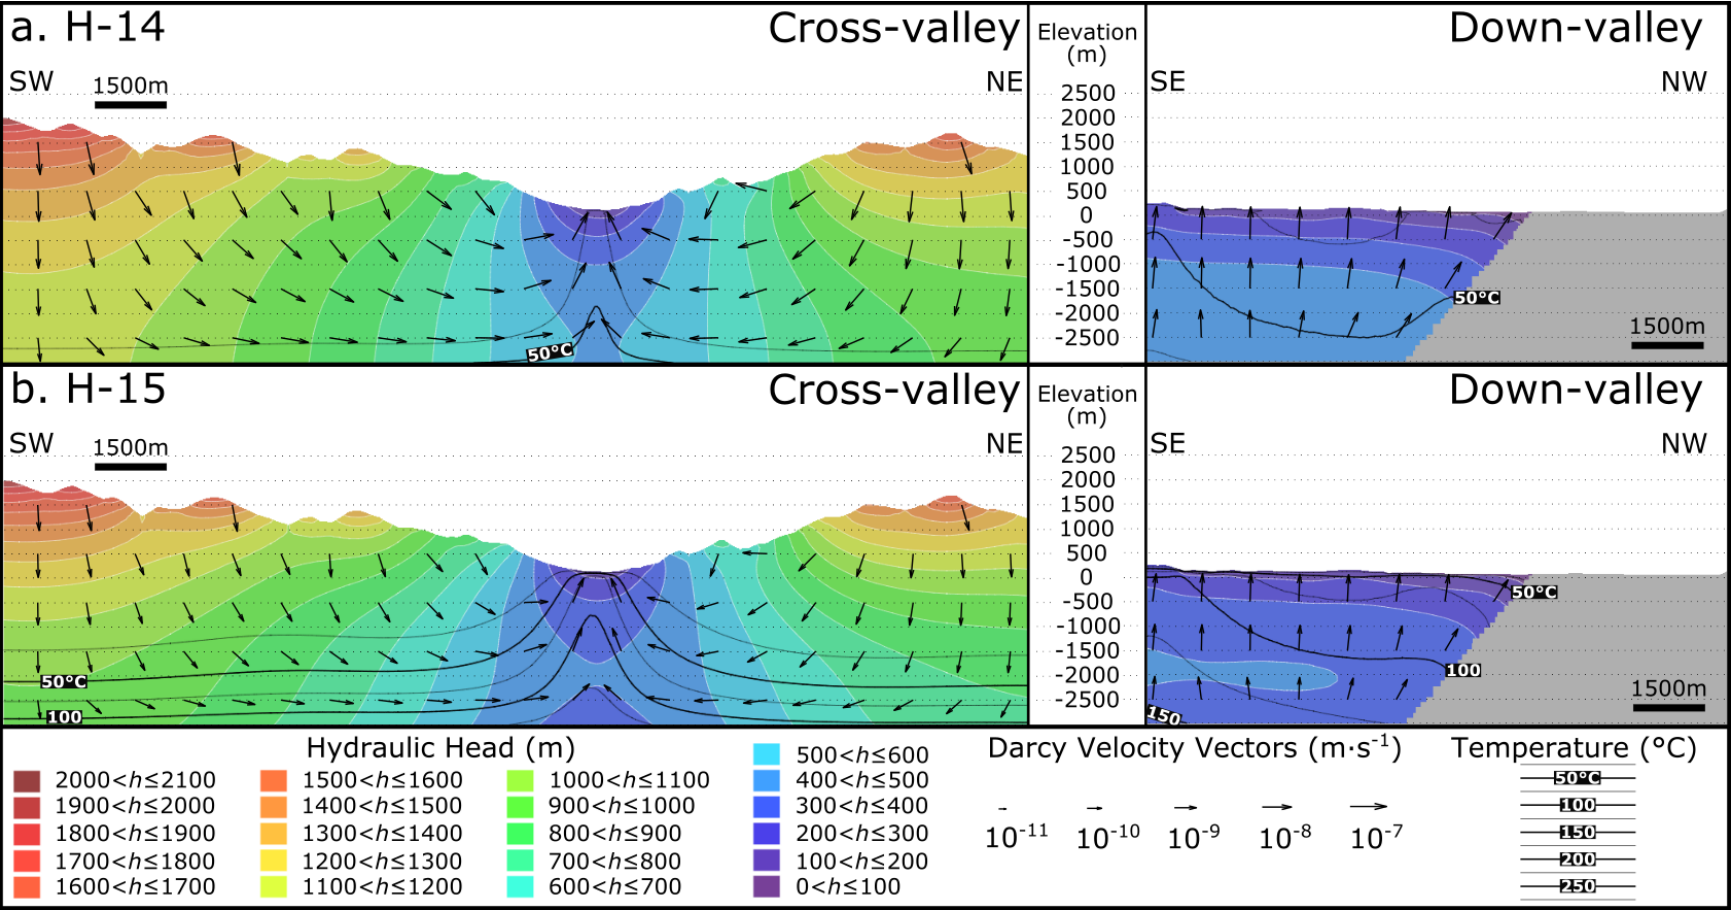 a. H-14
Cross-valley
Elevation
(m)
Down-valley
SW
1500m
NE
SE
NW
2500
2000
1500
1000
500
0
-500
-1000
-1500
-2000
-2500
50°C
50°C
1500m
b. H-15
Cross-valley
Elevation
(m)
Down-valley
SW
1500m
NE
SE
NW
2500
2000
1500
1000
500
0
-500
-1000
-1500
-2000
-2500
50°C
100
50°C
100
150
1500m
Hydraulic Head (m)
2000<h≤2100
1900<h≤2000
1800<h≤1900
1700<h≤1800
1600<h≤1700
1500<h≤1600
1400<h≤1500
1300<h≤1400
1200<h≤1300
1100<h≤1200
1000<h≤1100
900<h≤1000
800<h≤900
700<h≤800
600<h≤700
500<h≤600
400<h≤500
300<h≤400
200<h≤300
100<h≤200
0<h≤100
Darcy Velocity Vectors (m·s⁻¹)
10⁻¹¹ 10⁻¹⁰ 10⁻⁹ 10⁻⁸ 10⁻⁷
Temperature (°C)
50°C
100
150
200
250